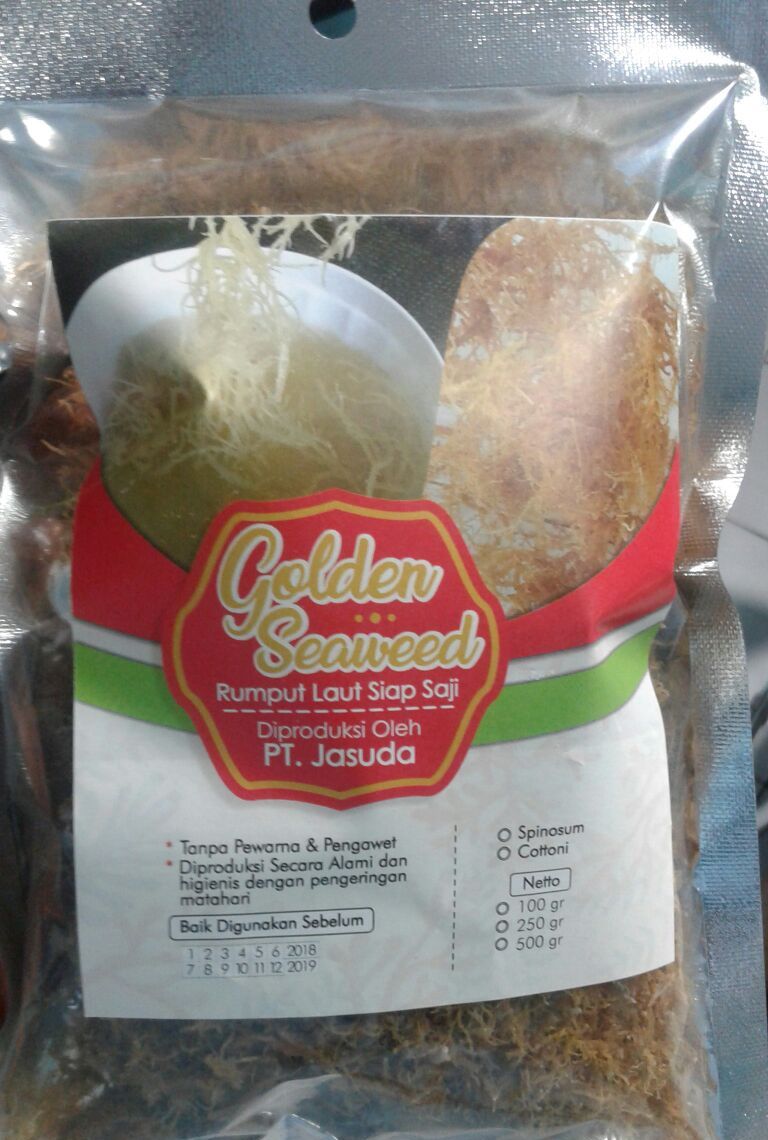 Golden
Seaweed
Rumput Laut Siap Saji
Diproduksi Oleh
PT. Jasuda
* Tanpa Pewarna & Pengawet
* Diproduksi Secara Alami dan
higienis dengan pengeringan
matahari
Baik Digunakan Sebelum
1 2 3 4 5 6 2018
7 8 9 10 11 12 2019
Spinosum
Cottoni
Netto
100 gr
250 gr
500 gr